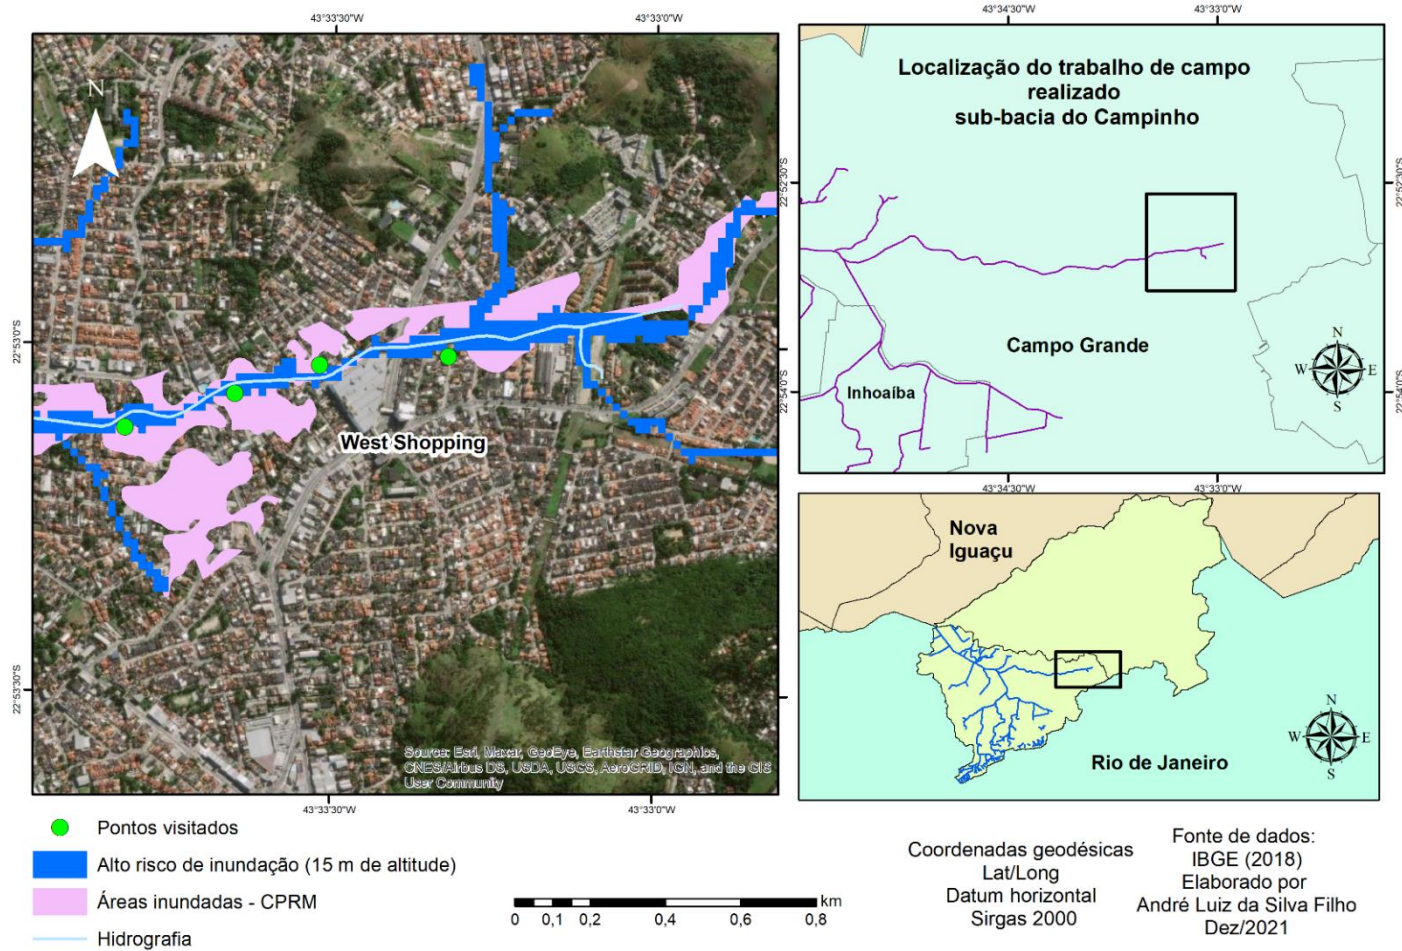 43°33'30"W
43°33'0"W
N
22°53'0"S
22°53'30"S
West Shopping
Source: Esri, Maxar, GeoEye, Earthstar Geographics,
CNES/Airbus DS, USDA, USGS, AeroGRID, IGN, and the GIS
User Community
43°33'30"W
43°33'0"W
43°34'30"W
43°33'0"W
Localização do trabalho de campo
realizado
sub-bacia do Campinho
22°52'30"S
22°52'30"S
Campo Grande
Inhoaíba
N
W
E
S
22°54'0"S
22°54'0"S
43°34'30"W
43°33'0"W
Nova
Iguaçu
Rio de Janeiro
N
W
E
S
Pontos visitados
Alto risco de inundação (15 m de altitude)
Áreas inundadas - CPRM
Hidrografia
km
0 0,1 0,2 0,4 0,6 0,8
Coordenadas geodésicas
Lat/Long
Datum horizontal
Sirgas 2000
Fonte de dados:
IBGE (2018)
Elaborado por
André Luiz da Silva Filho
Dez/2021